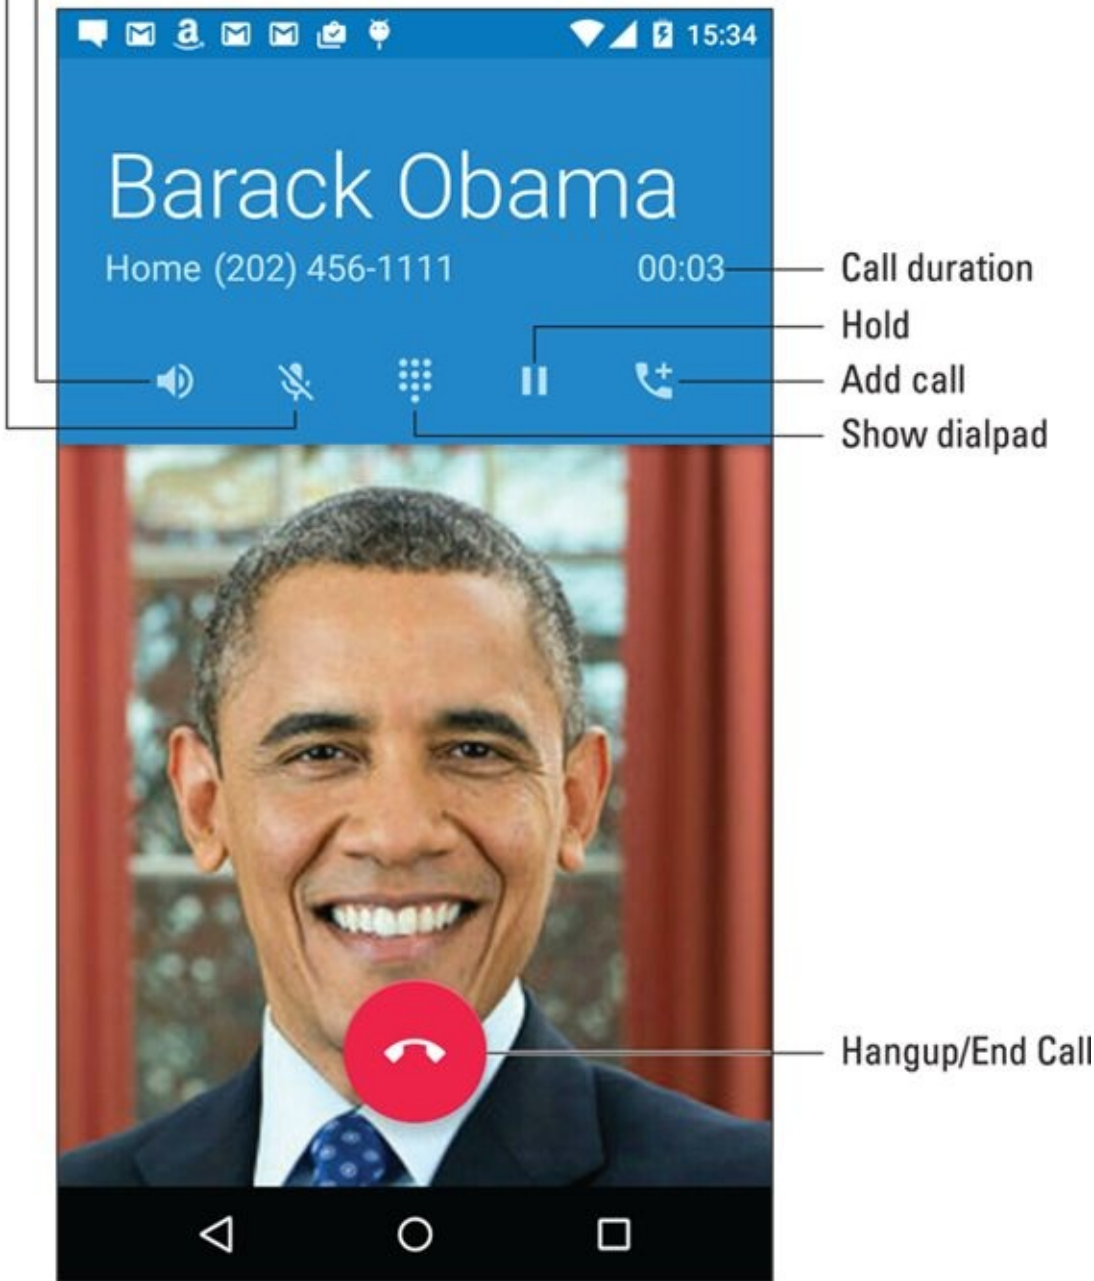 15:34
Barack Obama
Home (202) 456-1111 00:03
Call duration
Hold
Add call
Show dialpad
Hangup/End Call